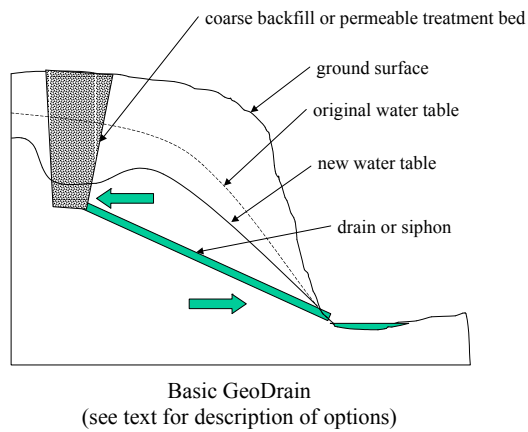 coarse backfill or permeable treatment bed
ground surface
original water table
new water table
drain or siphon
Basic GeoDrain
(see text for description of options)